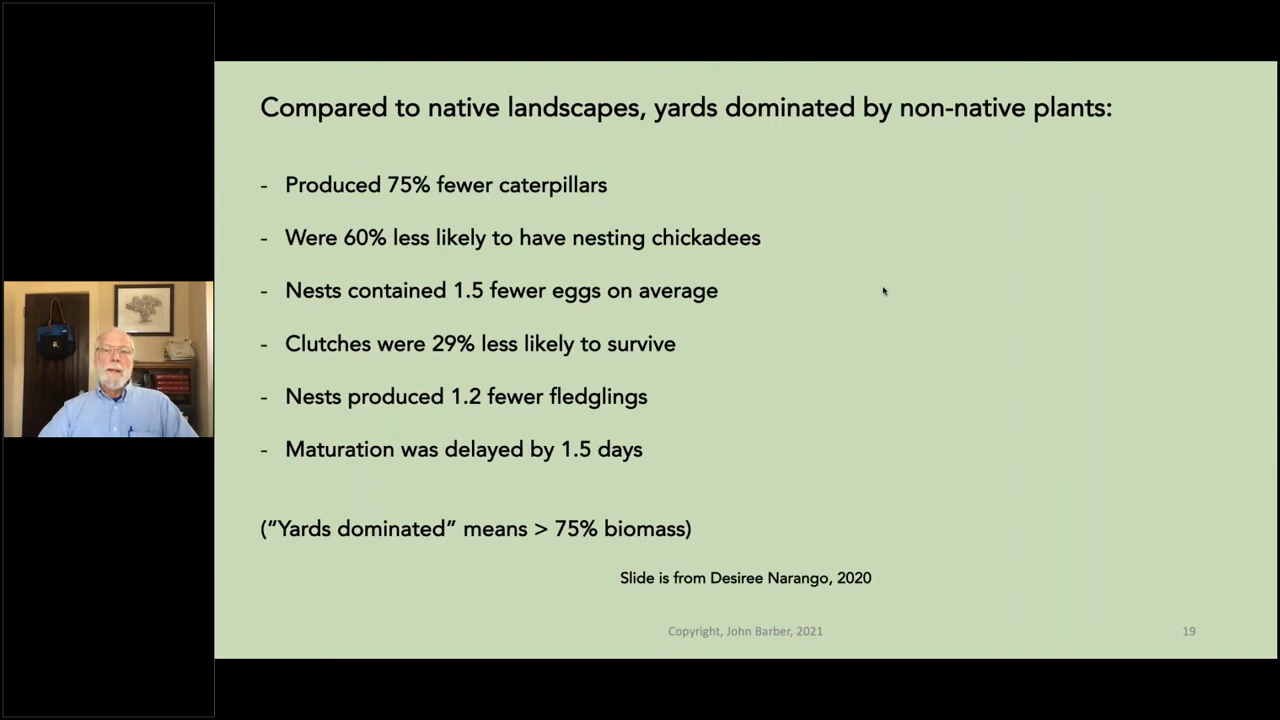 Compared to native landscapes, yards dominated by non-native plants:
- Produced 75% fewer caterpillars
- Were 60% less likely to have nesting chickadees
- Nests contained 1.5 fewer eggs on average
- Clutches were 29% less likely to survive
- Nests produced 1.2 fewer fledglings
- Maturation was delayed by 1.5 days
(“Yards dominated“ means > 75% biomass)
Slide is from Desiree Narango, 2020
Copyright, John Barber, 2021
19